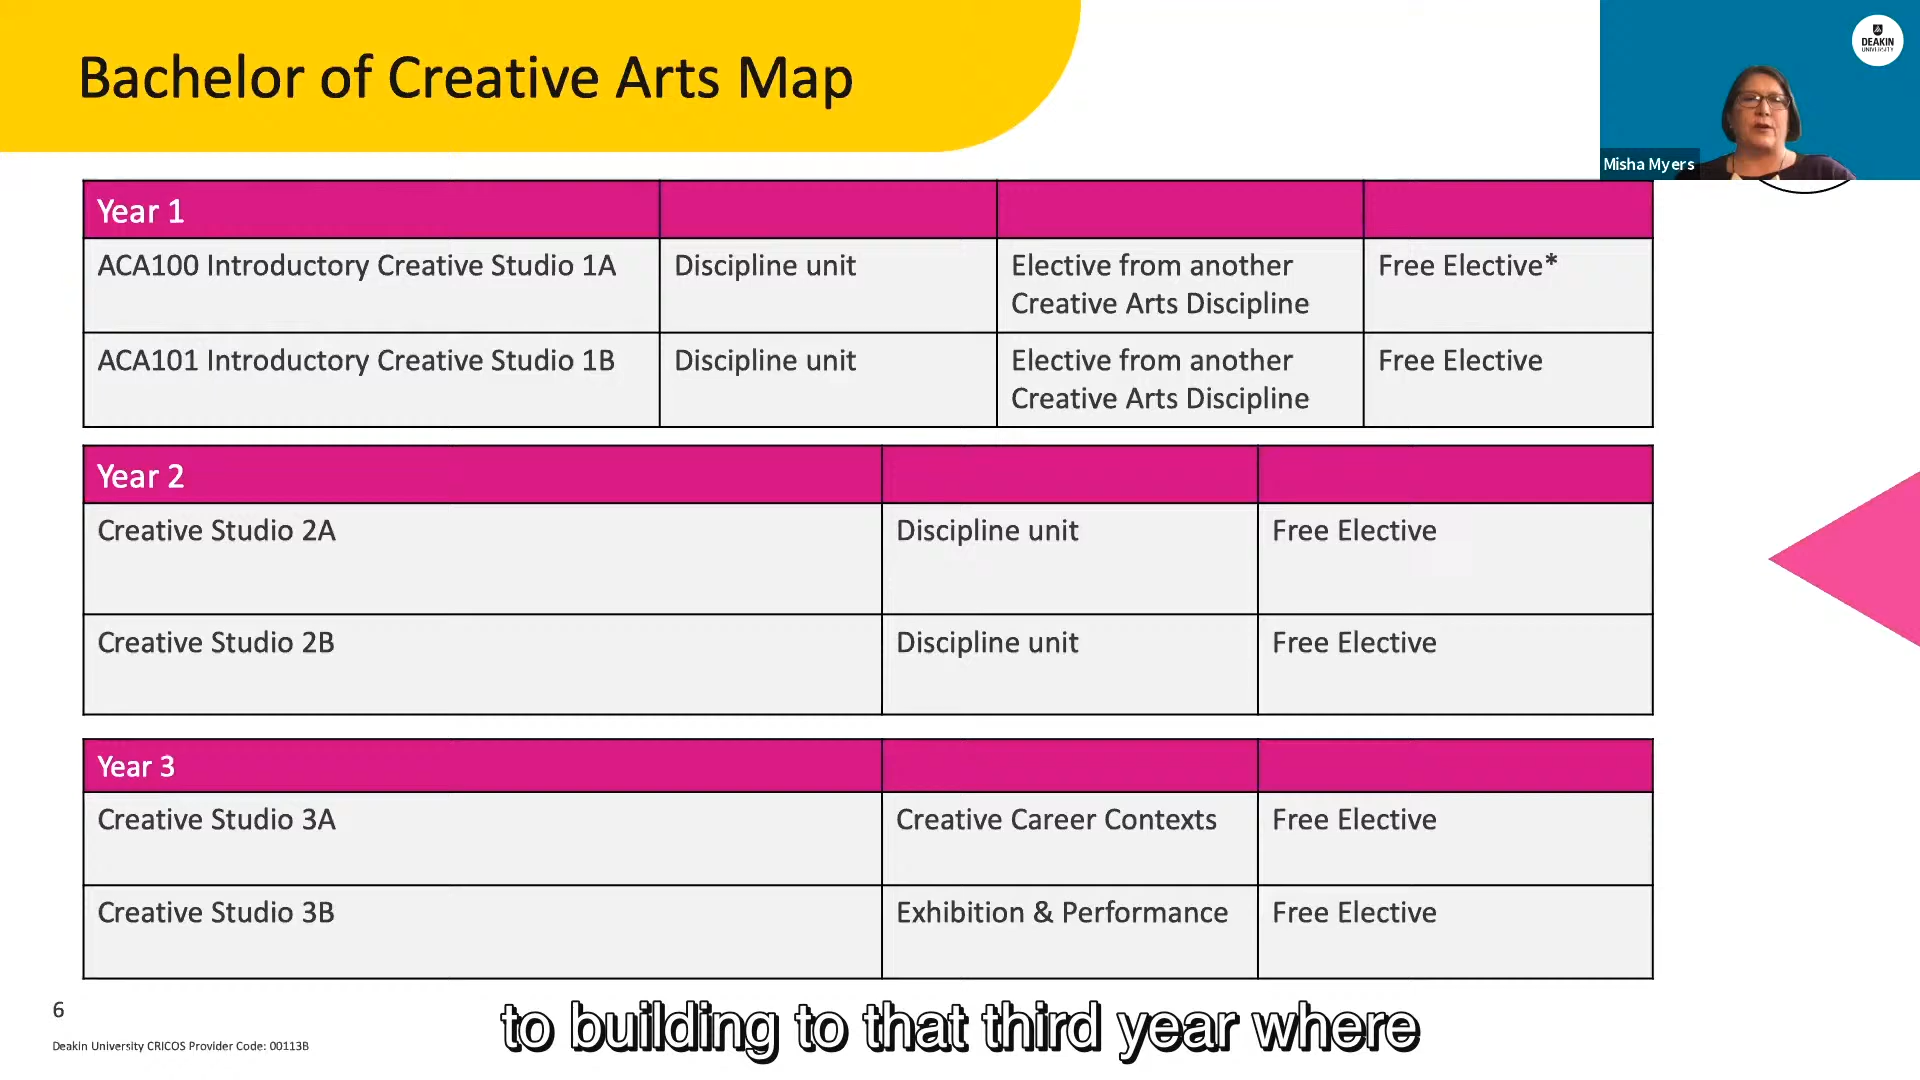 Bachelor of Creative Arts Map
DEAKIN
UNIVERSITY
Misha Myers
Year 1
ACA100 Introductory Creative Studio 1A
Discipline unit
Elective from another
Creative Arts Discipline
Free Elective*
ACA101 Introductory Creative Studio 1B
Discipline unit
Elective from another
Creative Arts Discipline
Free Elective
Year 2
Creative Studio 2A
Discipline unit
Free Elective
Creative Studio 2B
Discipline unit
Free Elective
Year 3
Creative Studio 3A
Creative Career Contexts
Free Elective
Creative Studio 3B
Exhibition & Performance
Free Elective
6
to building to that third year where
Deakin University CRICOS Provider Code: 00113B